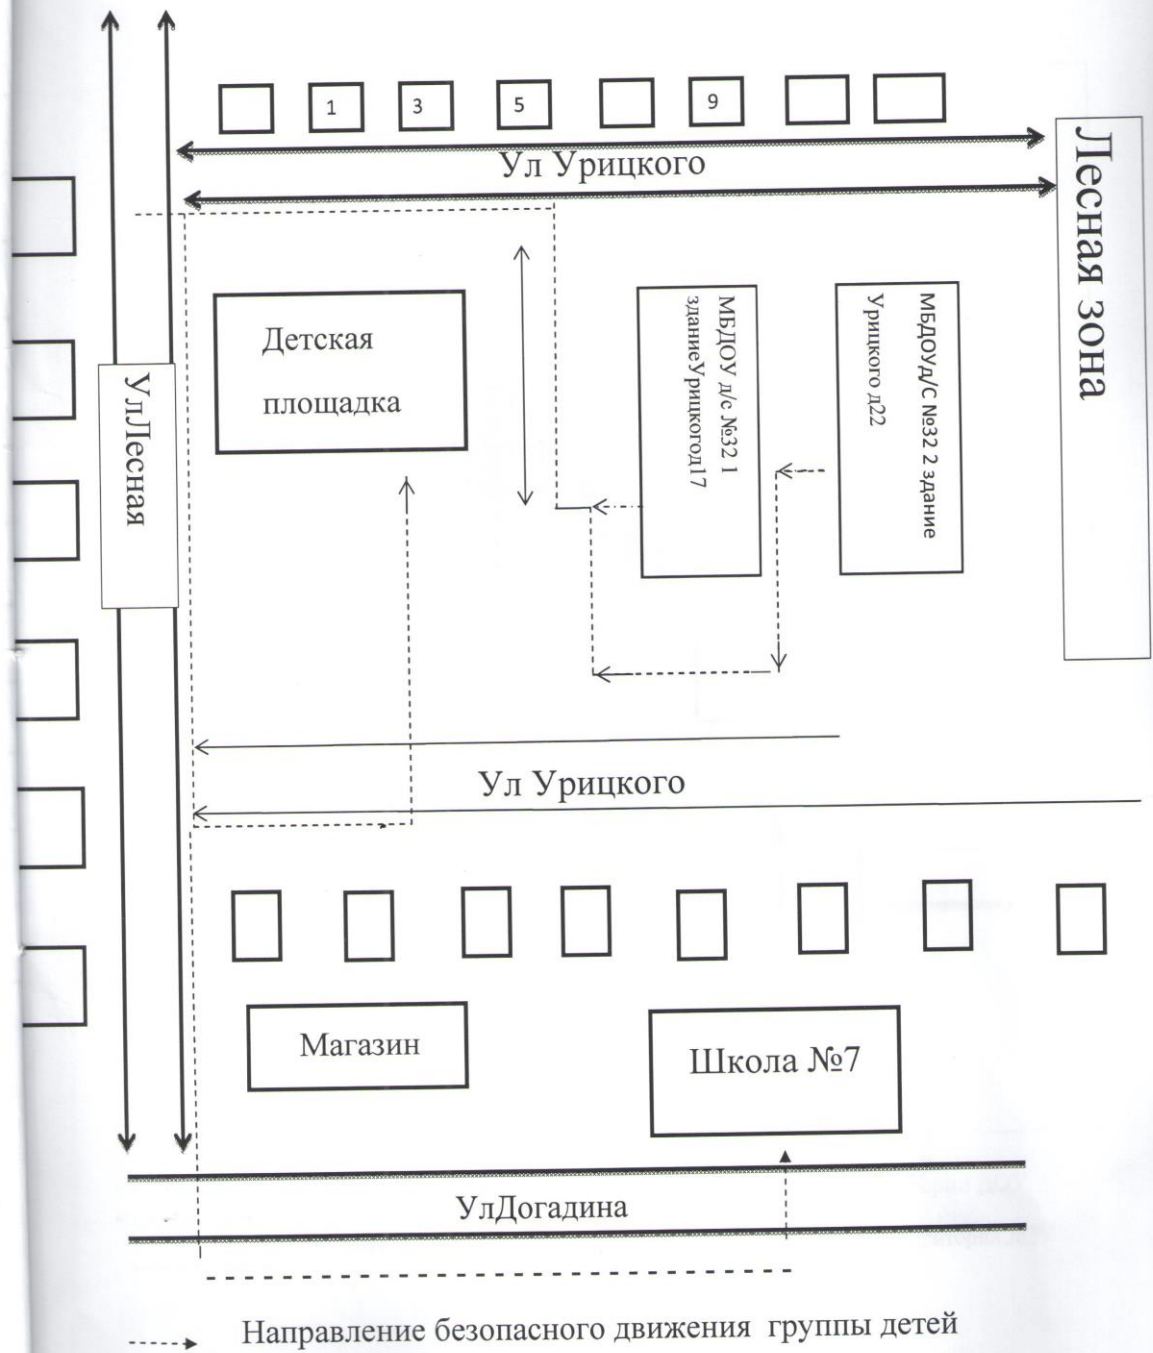 1
3
5
9
Ул Урицкого
Лесная зона
Детская
площадка
МБДОУ д/с №32 1
зданиеУрицкогод17
МБДОУд/С №32 2 здание
Урицкого д22
УлЛесная
Ул Урицкого
Магазин
Школа №7
УлДогадина
Направление безопасного движения группы детей